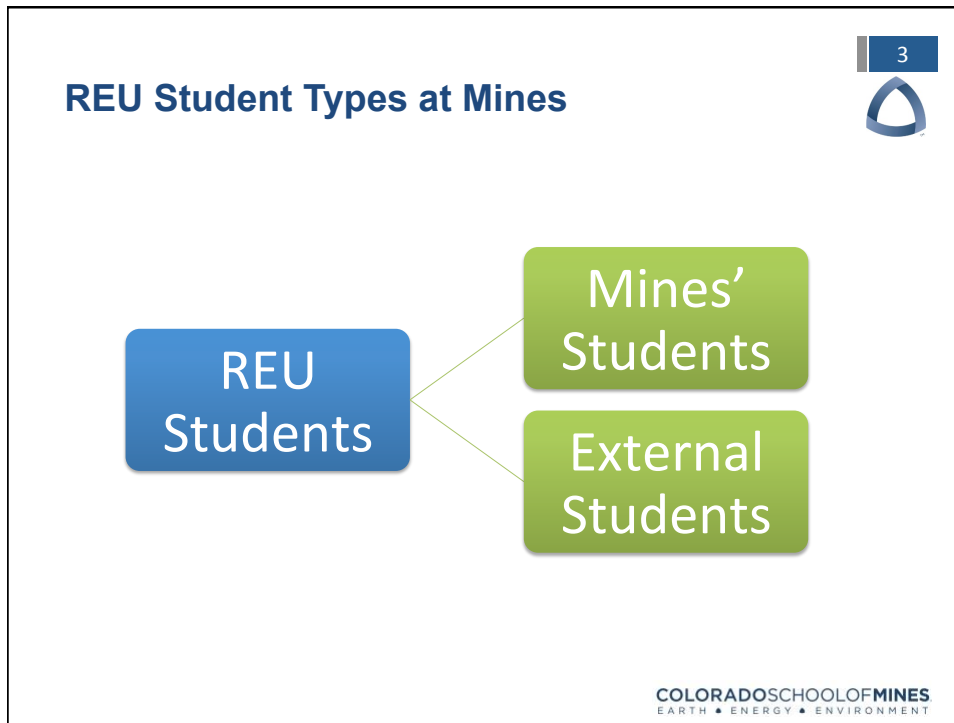 3
REU Student Types at Mines
REU
Students
Mines’
Students
External
Students
COLORADOSCHOOLOFMINES
EARTH • ENERGY • ENVIRONMENT